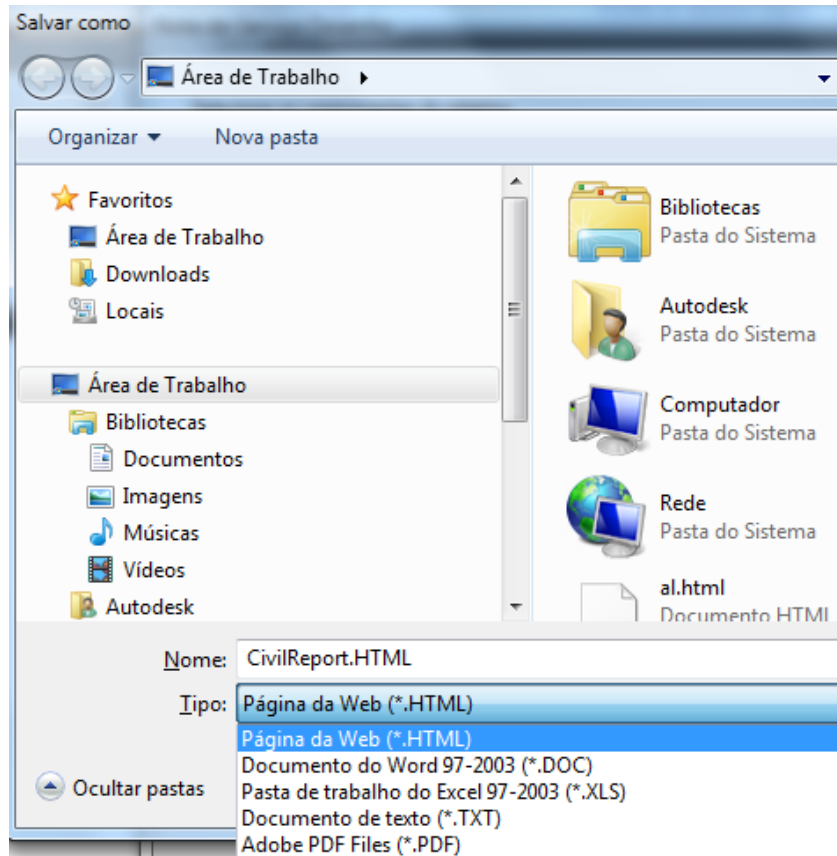 Salvar como
Área de Trabalho
Organizar
Nova pasta
Favoritos
Área de Trabalho
Downloads
Locais
Área de Trabalho
Bibliotecas
Documentos
Imagens
Músicas
Vídeos
Autodesk
Bibliotecas
Pasta do Sistema
Autodesk
Pasta do Sistema
Computador
Pasta do Sistema
Rede
Pasta do Sistema
al.html
Documento HTML
Nome: CivilReport.HTML
Tipo: Página da Web (*.HTML)
Página da Web (*.HTML)
Documento do Word 97-2003 (*.DOC)
Pasta de trabalho do Excel 97-2003 (*.XLS)
Documento de texto (*.TXT)
Adobe PDF Files (*.PDF)
Ocultar pastas